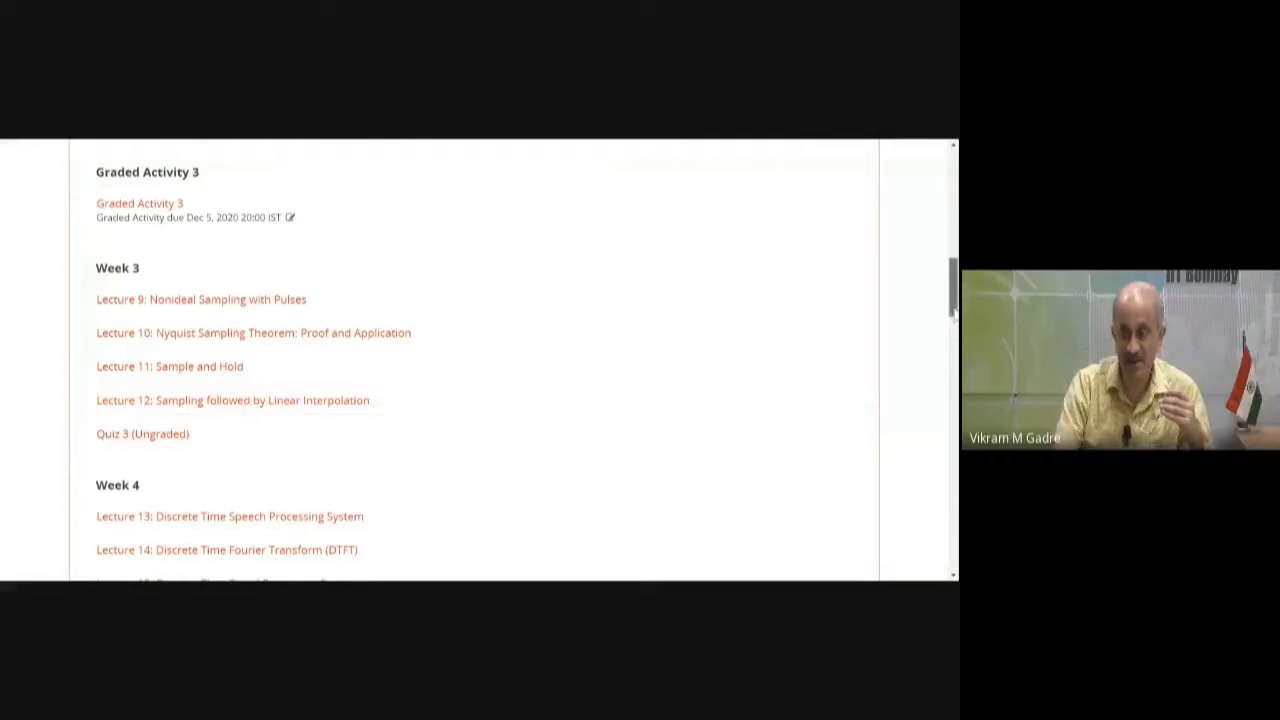 Graded Activity 3
Graded Activity 3
Graded Activity due Dec 5, 2020 20:00 IST
Week 3
Lecture 9: Nonideal Sampling with Pulses
Lecture 10: Nyquist Sampling Theorem: Proof and Application
Lecture 11: Sample and Hold
Lecture 12: Sampling followed by Linear Interpolation
Quiz 3 (Ungraded)
Week 4
Lecture 13: Discrete Time Speech Processing System
Lecture 14: Discrete Time Fourier Transform (DTFT)
Bombay
Vikram M Gadre